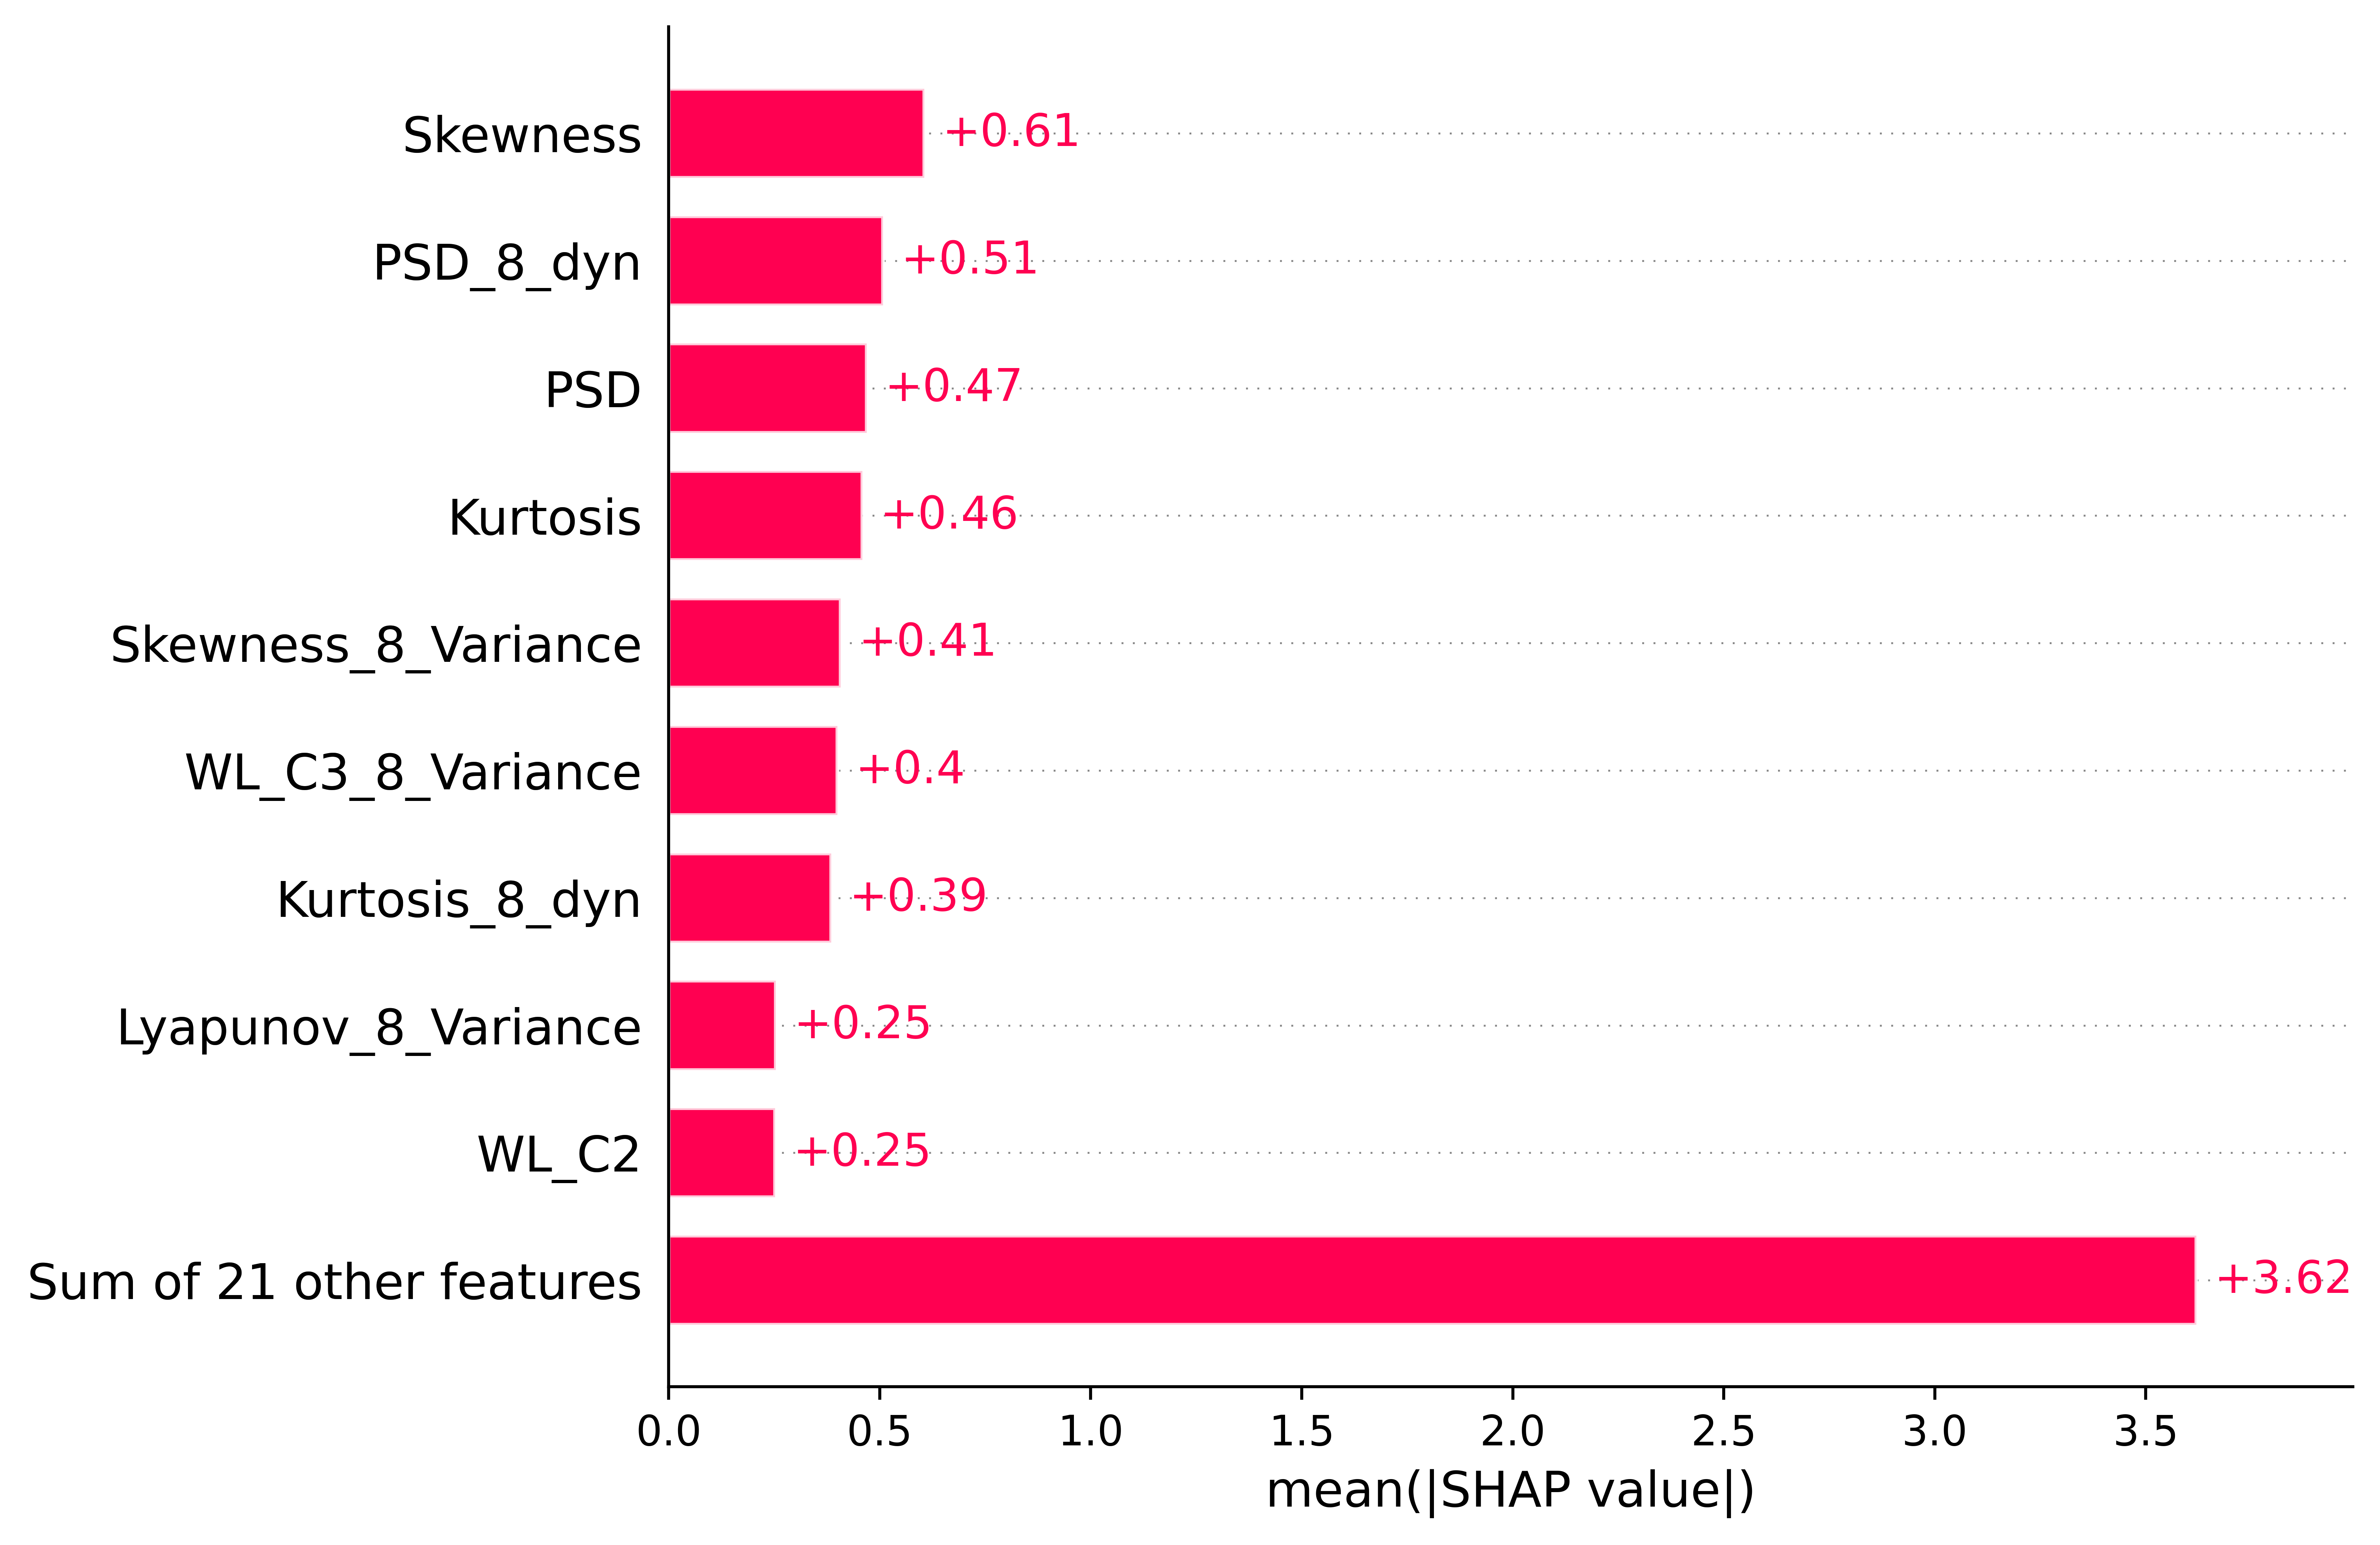 Skewness +0.61
PSD_8_dyn +0.51
PSD +0.47
Kurtosis +0.46
Skewness_8_Variance +0.41
WL_C3_8_Variance +0.4
Kurtosis_8_dyn +0.39
Lyapunov_8_Variance +0.25
WL_C2 +0.25
Sum of 21 other features +3.62
0.0 0.5 1.0 1.5 2.0 2.5 3.0 3.5
mean(|SHAP value|)